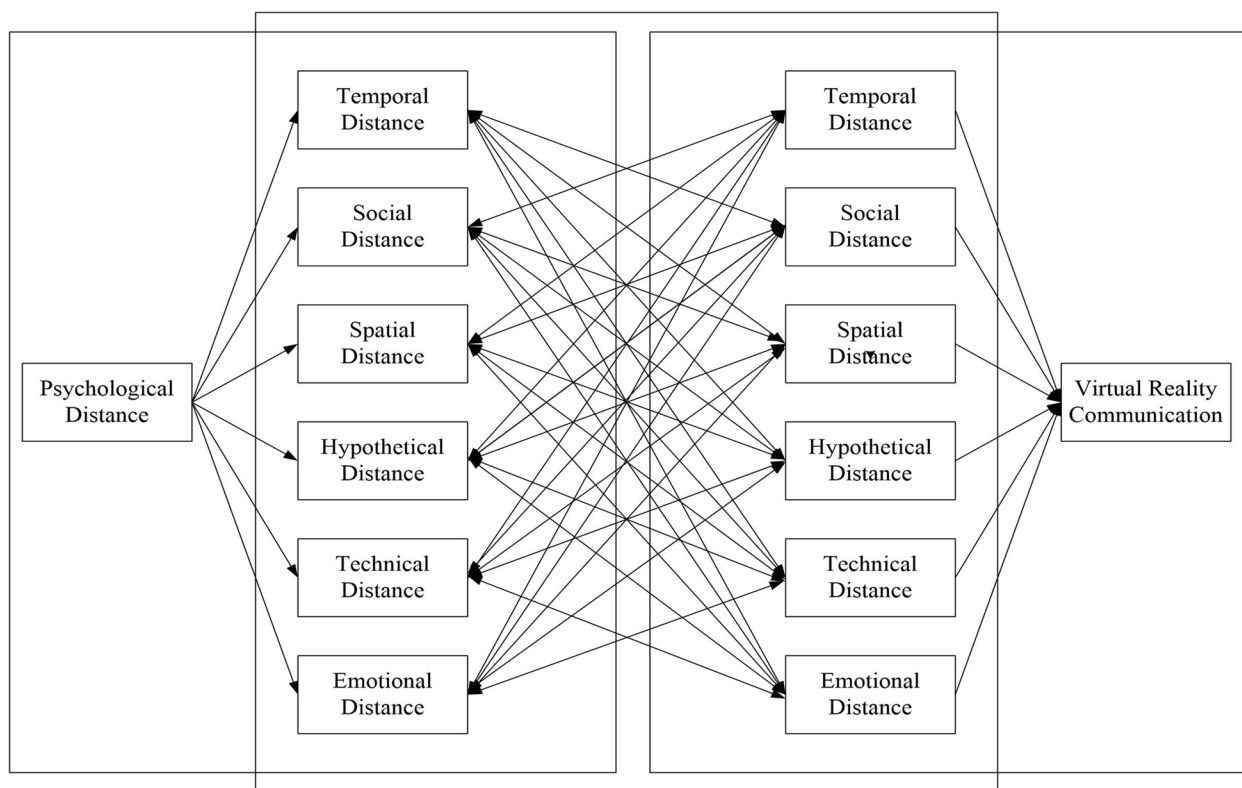 Temporal
Distance
Social
Distance
Spatial
Distance
Hypothetical
Distance
Technical
Distance
Emotional
Distance
Psychological
Distance
Temporal
Distance
Social
Distance
Spatial
Distance
Hypothetical
Distance
Technical
Distance
Emotional
Distance
Virtual Reality
Communication